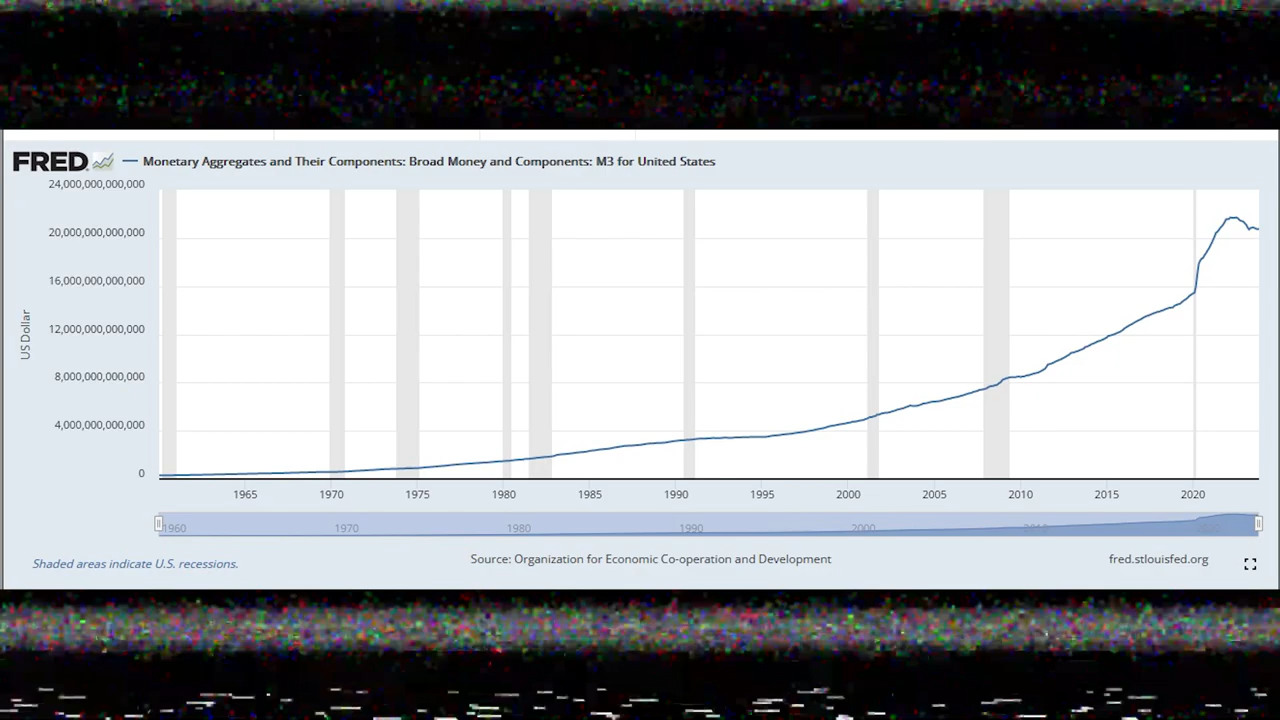 FRED — Monetary Aggregates and Their Components: Broad Money and Components: M3 for United States
24,000,000,000,000
20,000,000,000,000
16,000,000,000,000
12,000,000,000,000
8,000,000,000,000
4,000,000,000,000
0
US Dollar
1965 1970 1975 1980 1985 1990 1995 2000 2005 2010 2015 2020
1960 1970 1980 1990 2000 2010 2020
Shaded areas indicate U.S. recessions.
Source: Organization for Economic Co-operation and Development
fred.stlouisfed.org